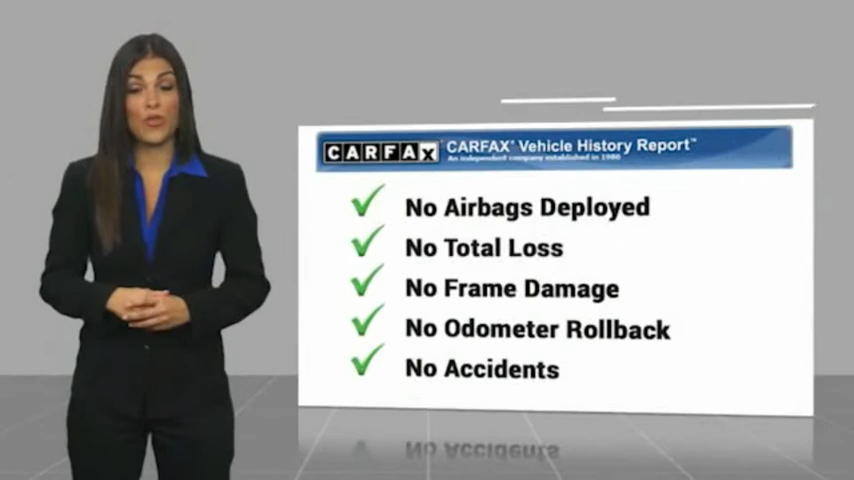 CARFAX
CARFAX® Vehicle History Report™
An independent company established in 1986
No Airbags Deployed
No Total Loss
No Frame Damage
No Odometer Rollback
No Accidents